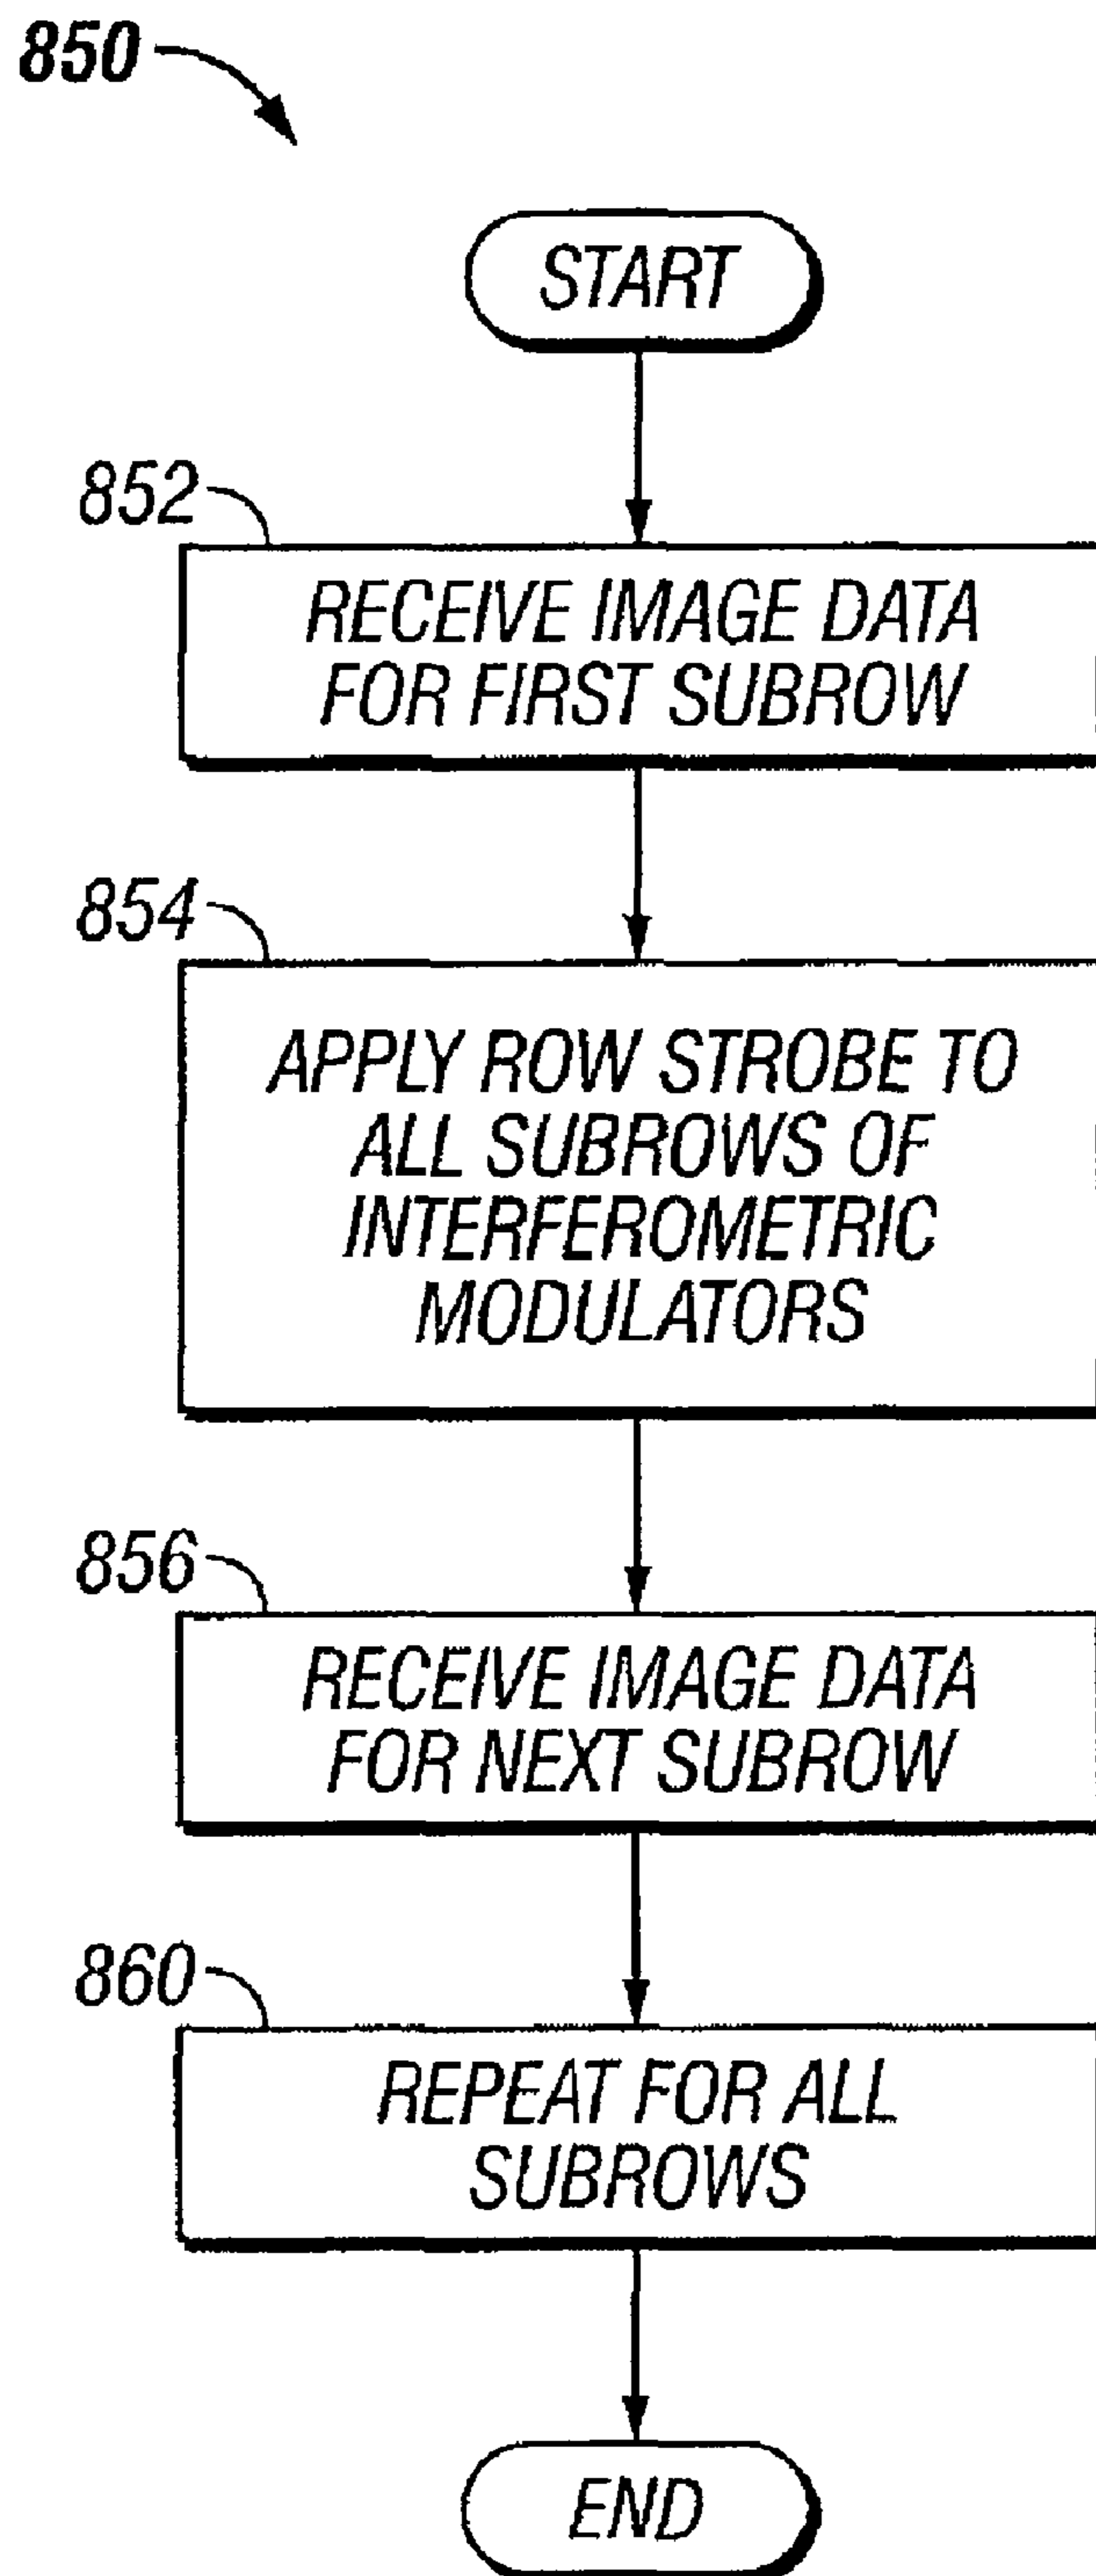 850
START
852
RECEIVE IMAGE DATA
FOR FIRST SUBROW
854
APPLY ROW STROBE TO
ALL SUBROWS OF
INTERFEROMETRIC
MODULATORS
856
RECEIVE IMAGE DATA
FOR NEXT SUBROW
860
REPEAT FOR ALL
SUBROWS
END